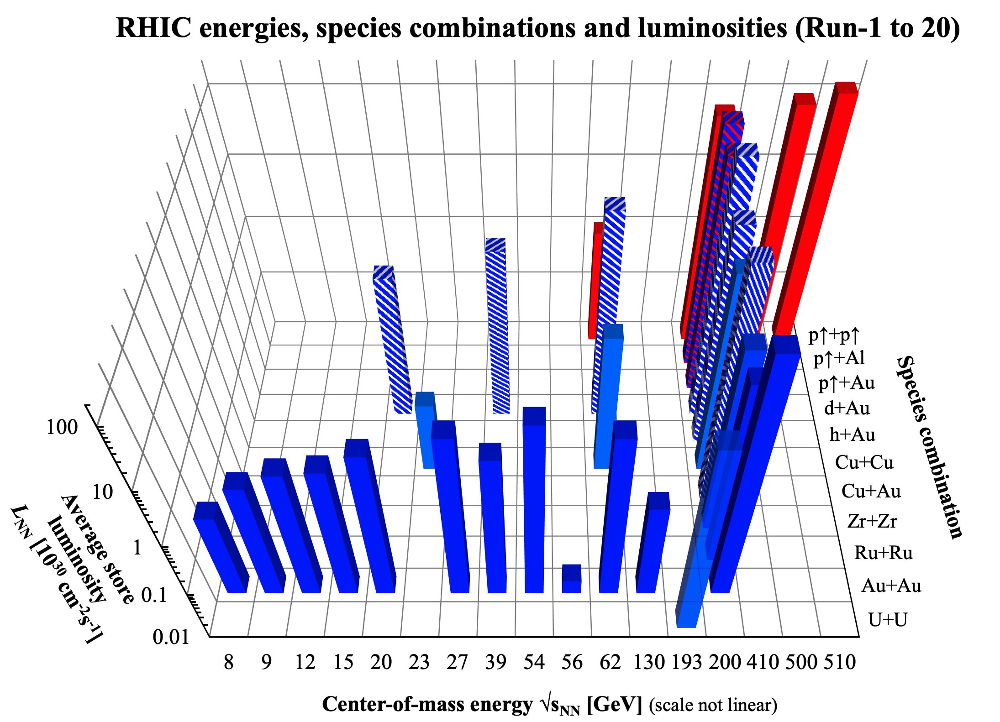 RHIC energies, species combinations and luminosities (Run-1 to 20)
100
10
1
0.1
0.01
Average store
luminosity
L_NN [10³⁰ cm⁻²s⁻¹]
p↑+p↑
p↑+Al
p↑+Au
d+Au
h+Au
Cu+Cu
Cu+Au
Zr+Zr
Ru+Ru
Au+Au
U+U
Species combination
8 9 12 15 20 23 27 39 54 56 62 130 193 200 410 500 510
Center-of-mass energy √s_NN [GeV] (scale not linear)